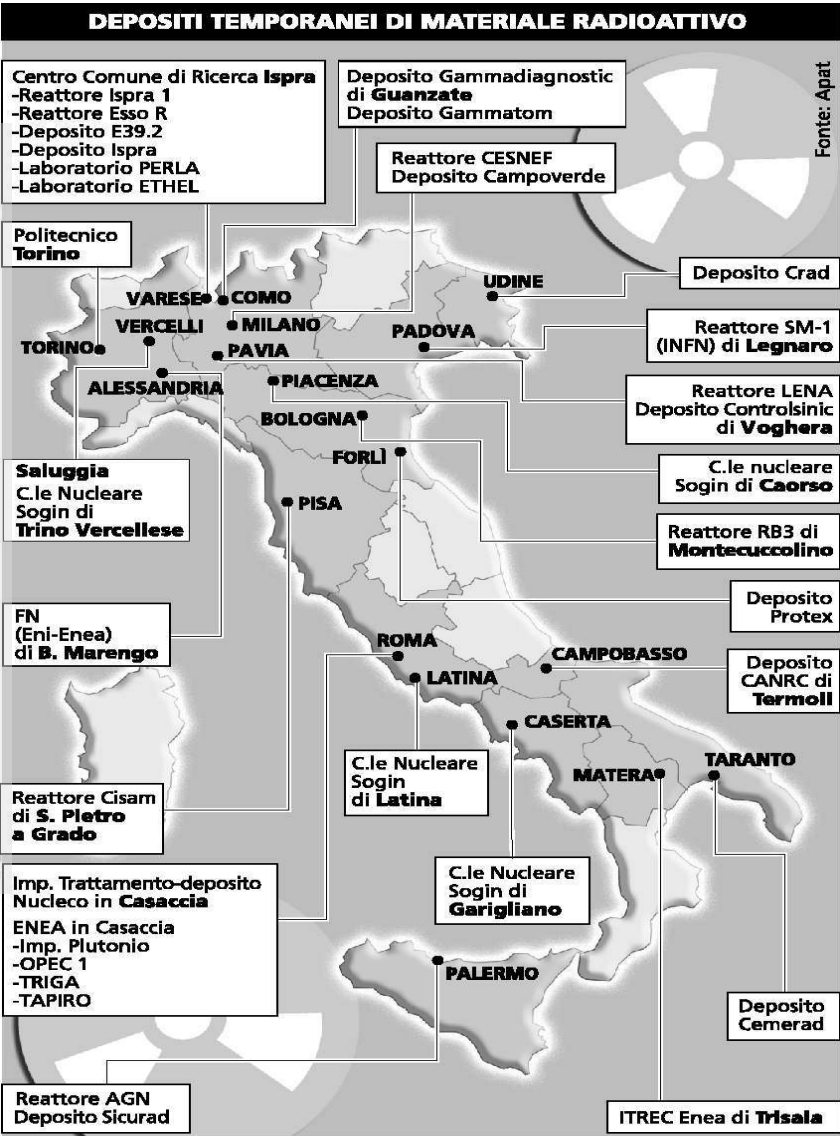 DEPOSITI TEMPORANEI DI MATERIALE RADIOATTIVO
Fonte: Apat
Centro Comune di Ricerca Ispra
-Reattore Ispra 1
-Reattore Esso R
-Deposito E39.2
-Deposito Ispra
-Laboratorio PERLA
-Laboratorio ETHEL
Deposito Gammadiagnostic
di Guanzate
Deposito Gammatom
Reattore CESNEF
Deposito Campoverde
Politecnico
Torino
Deposito Crad
UDINE
VARESE
COMO
VERCELLI
MILANO
PADOVA
TORINO
PAVIA
Reattore SM-1
(INFN) di Legnaro
ALESSANDRIA
PIACENZA
Reattore LENA
Deposito Controlsinic
di Voghera
BOLOGNA
FORLÌ
Saluggia
C.le Nucleare
Sogin di
Trino Vercellese
C.le nucleare
Sogin di Caorso
PISA
Reattore RB3 di
Montecuccolino
Deposito
Protex
FN
(Eni-Enea)
di B. Marengo
ROMA
CAMPOBASSO
LATINA
Deposito
CANRC di
Termoli
CASERTA
C.le Nucleare
Sogin
di Latina
MATERA
TARANTO
Reattore Cisam
di S. Pietro
a Grado
Imp. Trattamento-deposito
Nucleco in Casaccia
ENEA in Casaccia
-Imp. Plutonio
-OPEC 1
-TRIGA
-TAPIRO
C.le Nucleare
Sogin di
Garigliano
PALERMO
Deposito
Cemerad
Reattore AGN
Deposito Sicurad
ITREC Enea di Trisaia